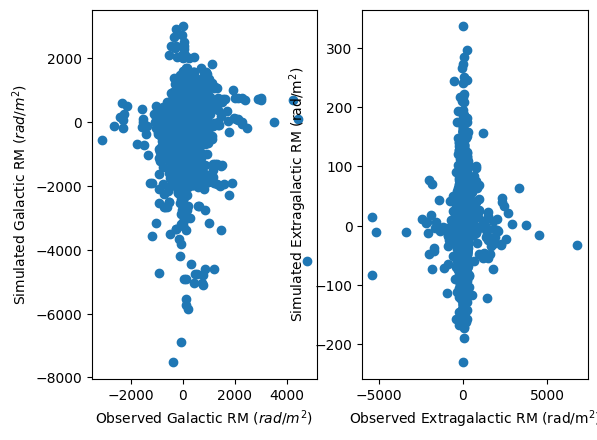 Simulated Galactic RM (rad/m²)
2000
0
−2000
−4000
−6000
−8000
−2000 0 2000 4000
Observed Galactic RM (rad/m²)
Simulated Extragalactic RM (rad/m²)
300
200
100
0
−100
−200
−5000 0 5000
Observed Extragalactic RM (rad/m²)